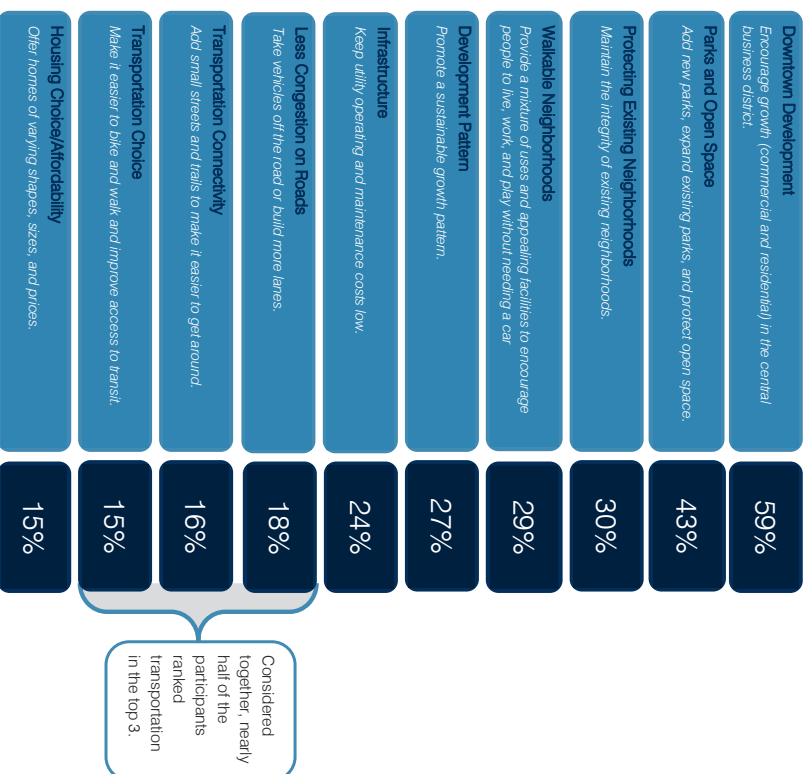 Downtown Development
Encourage growth (commercial and residential) in the central
business district.
59%
Parks and Open Space
Add new parks, expand existing parks, and protect open space.
43%
Protecting Existing Neighborhoods
Maintain the integrity of existing neighborhoods.
30%
Walkable Neighborhoods
Provide a mixture of uses and appealing facilities to encourage
people to live, work, and play without needing a car
29%
Development Pattern
Promote a sustainable growth pattern.
27%
Infrastructure
Keep utility operating and maintenance costs low.
24%
Less Congestion on Roads
Take vehicles off the road or build more lanes.
18%
Transportation Connectivity
Add small streets and trails to make it easier to get around.
16%
Transportation Choice
Make it easier to bike and walk and improve access to transit.
15%
Housing Choice/Affordability
Offer homes of varying shapes, sizes, and prices.
15%
Considered
together, nearly
half of the
participants
ranked
transportation
in the top 3.